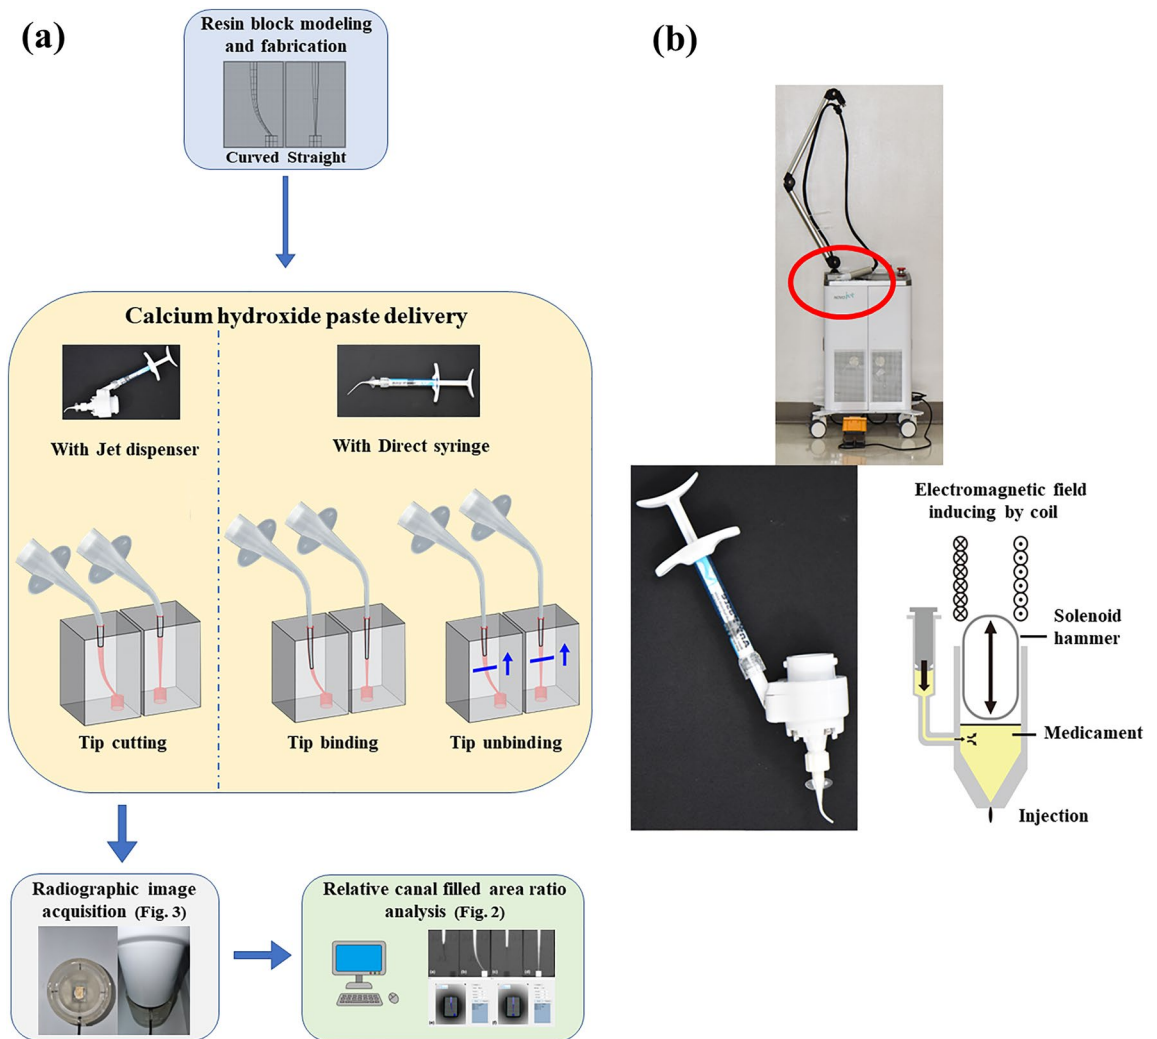 (a)
Resin block modeling
and fabrication
Curved Straight
Calcium hydroxide paste delivery
With Jet dispenser
With Direct syringe
Tip cutting
Tip binding
Tip unbinding
Radiographic image
acquisition (Fig. 3)
Relative canal filled area ratio
analysis (Fig. 2)
(a) (b) (c) (d)
(e) (f)
(b)
Electromagnetic field
inducing by coil
Solenoid
hammer
Medicament
Injection